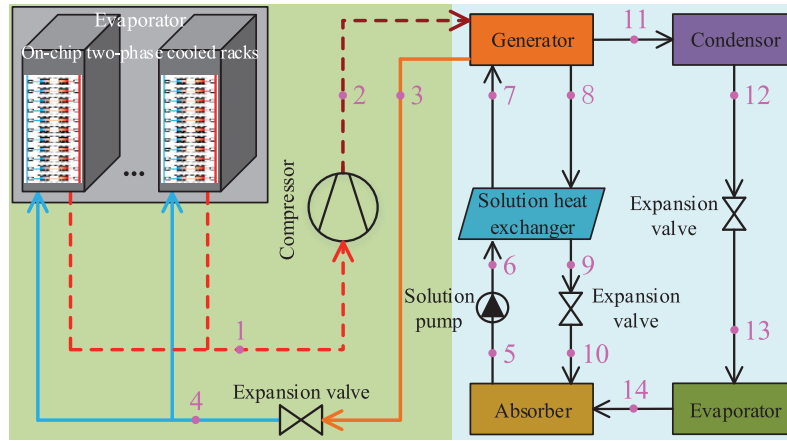 Evaporator
On-chip two-phase cooled racks
...
Compressor
1
2
3
4
Expansion valve
Generator
11
Condensor
7
8
12
Solution heat
exchanger
Expansion
valve
6
9
Solution
pump
Expansion
valve
5
10
13
Absorber
14
Evaporator